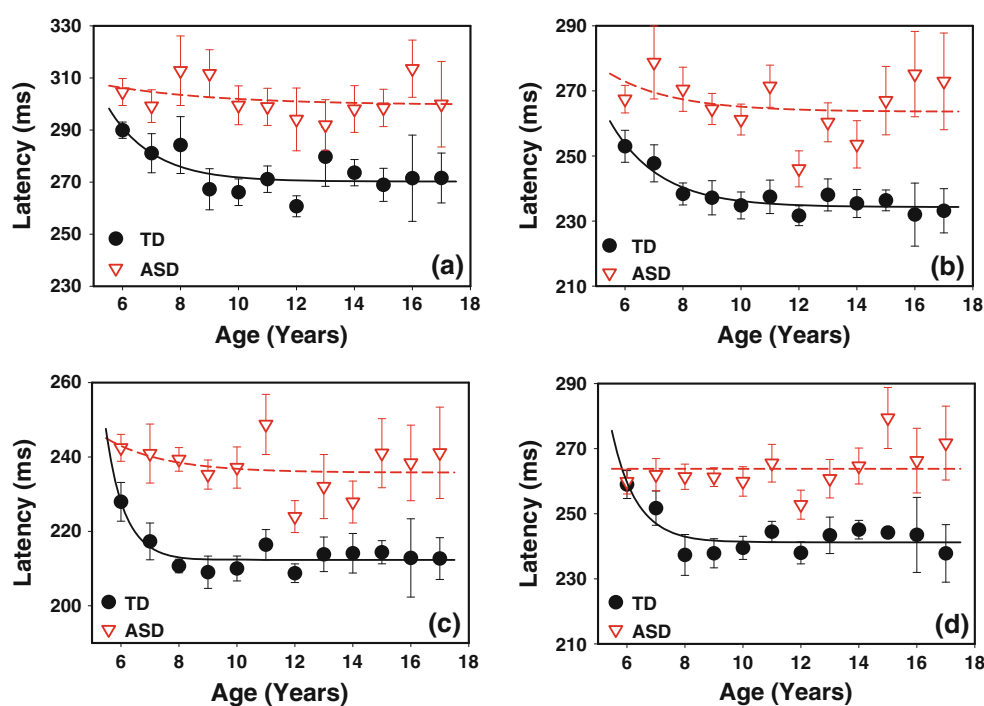 330
310
290
270
250
230
Latency (ms)
TD
ASD
(a)
6 8 10 12 14 16 18
Age (Years)
290
270
250
230
210
Latency (ms)
TD
ASD
(b)
6 8 10 12 14 16 18
Age (Years)
260
240
220
200
Latency (ms)
TD
ASD
(c)
6 8 10 12 14 16 18
Age (Years)
290
270
250
230
210
Latency (ms)
TD
ASD
(d)
6 8 10 12 14 16 18
Age (Years)